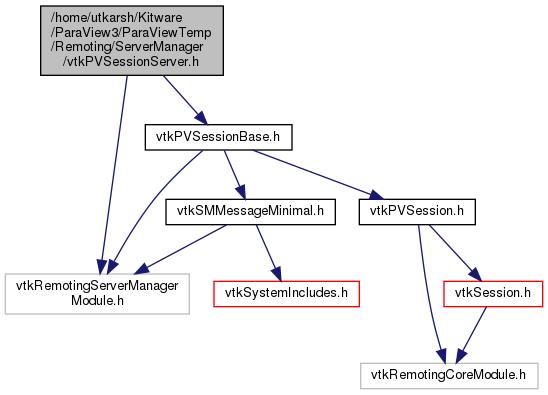 /home/utkarsh/Kitware
/ParaView3/ParaViewTemp
/Remoting/ServerManager
/vtkPVSessionServer.h
vtkPVSessionBase.h
vtkSMMessageMinimal.h
vtkPVSession.h
vtkRemotingServerManager
Module.h
vtkSystemIncludes.h
vtkSession.h
vtkRemotingCoreModule.h